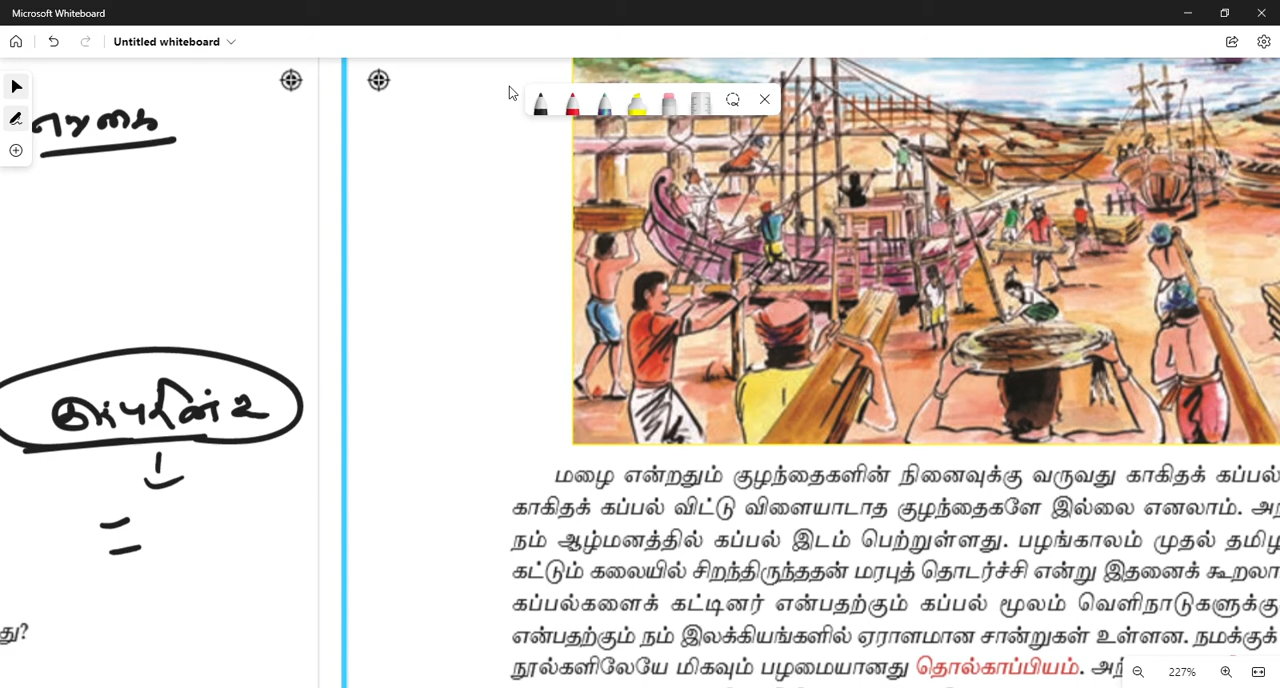 Microsoft Whiteboard
Untitled whiteboard
மழை என்றதும் குழந்தைகளின் நினைவுக்கு வருவது காகிதக் கப்பல்
காகிதக் கப்பல் விட்டு விளையாடாத குழந்தைகளே இல்லை எனலாம்.
நம் ஆழ்மனத்தில் கப்பல் இடம் பெற்றுள்ளது. பழங்காலம் முதல்
கட்டும் கலையில் சிறந்திருந்ததன் மரபுத் தொடர்ச்சி என்று இதனைக்
கப்பல்களைக் கட்டினர் என்பதற்கும் கப்பல் மூலம் வெளிநாடுகளுக்கு
என்பதற்கும் நம் இலக்கியங்களில் ஏராளமான சான்றுகள் உள்ளன. நமக்குக்
து?
நூல்களிலேயே மிகவும் பழமையானது தொல்காப்பியம்.
227%